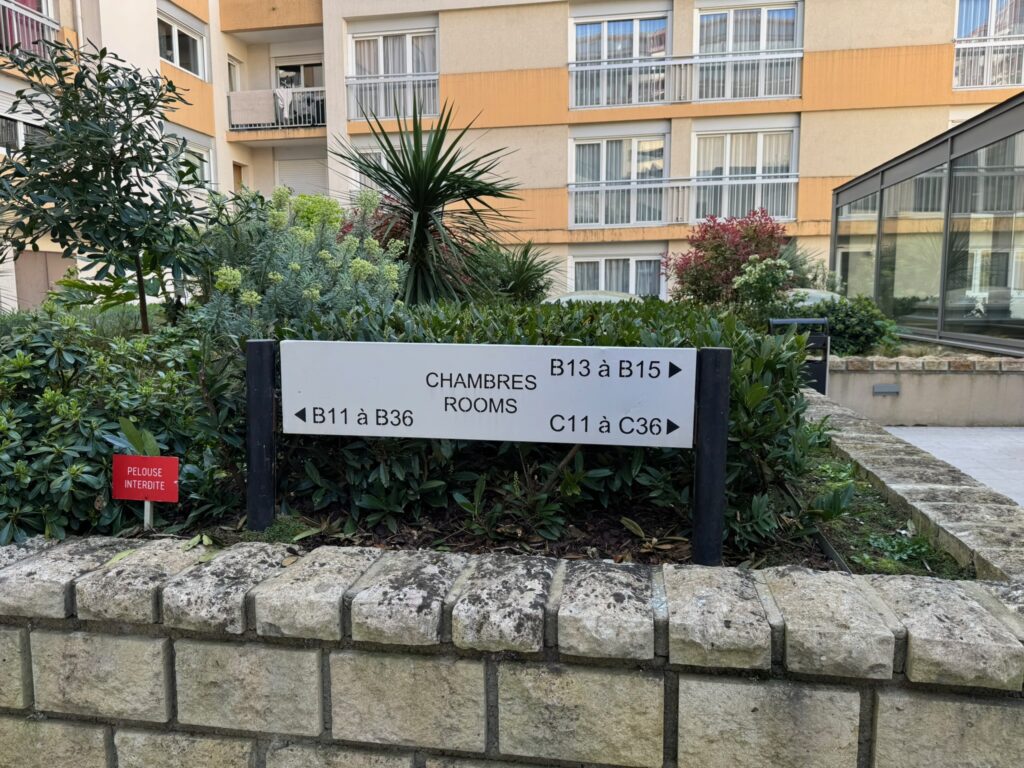 CHAMBRES
ROOMS
◄ B11 à B36
B13 à B15 ►
C11 à C36 ►
PELOUSE
INTERDITE